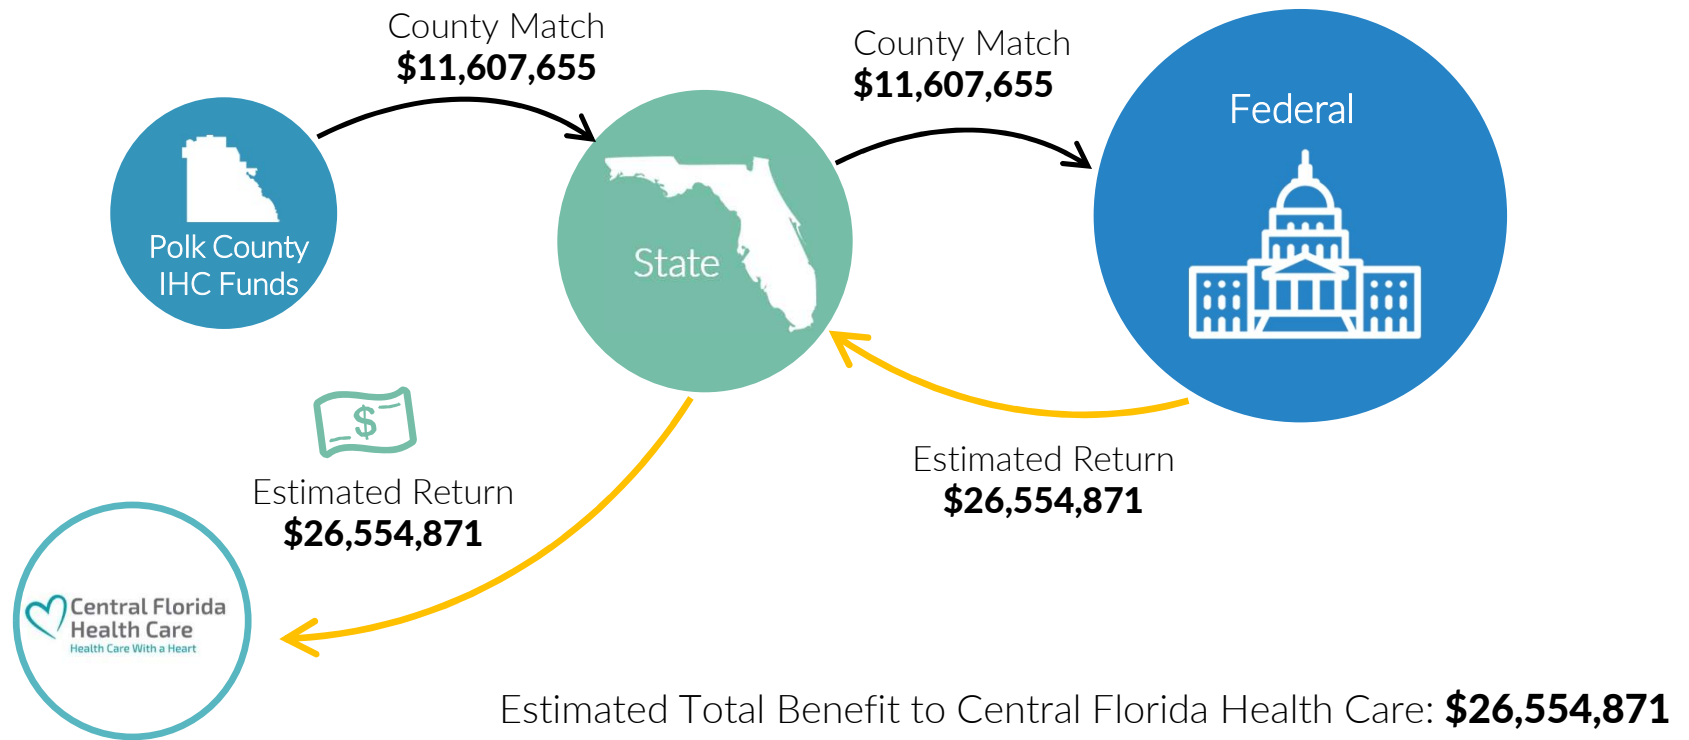 County Match
$11,607,655
County Match
$11,607,655
Federal
Polk County
IHC Funds
State
$
Estimated Return
$26,554,871
Estimated Return
$26,554,871
Central Florida
Health Care
Health Care With a Heart
Estimated Total Benefit to Central Florida Health Care: $26,554,871